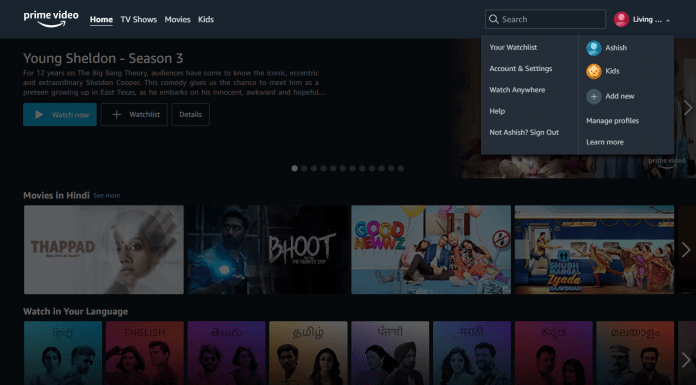 prime video
Home TV Shows Movies Kids
Search
Living ...
Your Watchlist
Account & Settings
Watch Anywhere
Help
Not Ashish? Sign Out
Ashish
Kids
Add new
Manage profiles
Learn more
Young Sheldon - Season 3
For 12 years on The Big Bang Theory, audiences have come to know the iconic, eccentric
and extraordinary Sheldon Cooper. This comedy gives us the chance to meet him as a
preteen growing up in East Texas, as he embarks on his innocent, awkward and hopeful...
Watch now
Watchlist
Details
prime video
Movies in Hindi See more
THAPPAD
BHOOT
GOOD
NEWWZ
SHUBH
MANGAL
ZYADA
SAAVDHAN
Watch in Your Language
हिन्दी ENGLISH తెలుగు தமிழ் ਪੰਜਾਬੀ मराठी ಕನ್ನಡ മലയാളം